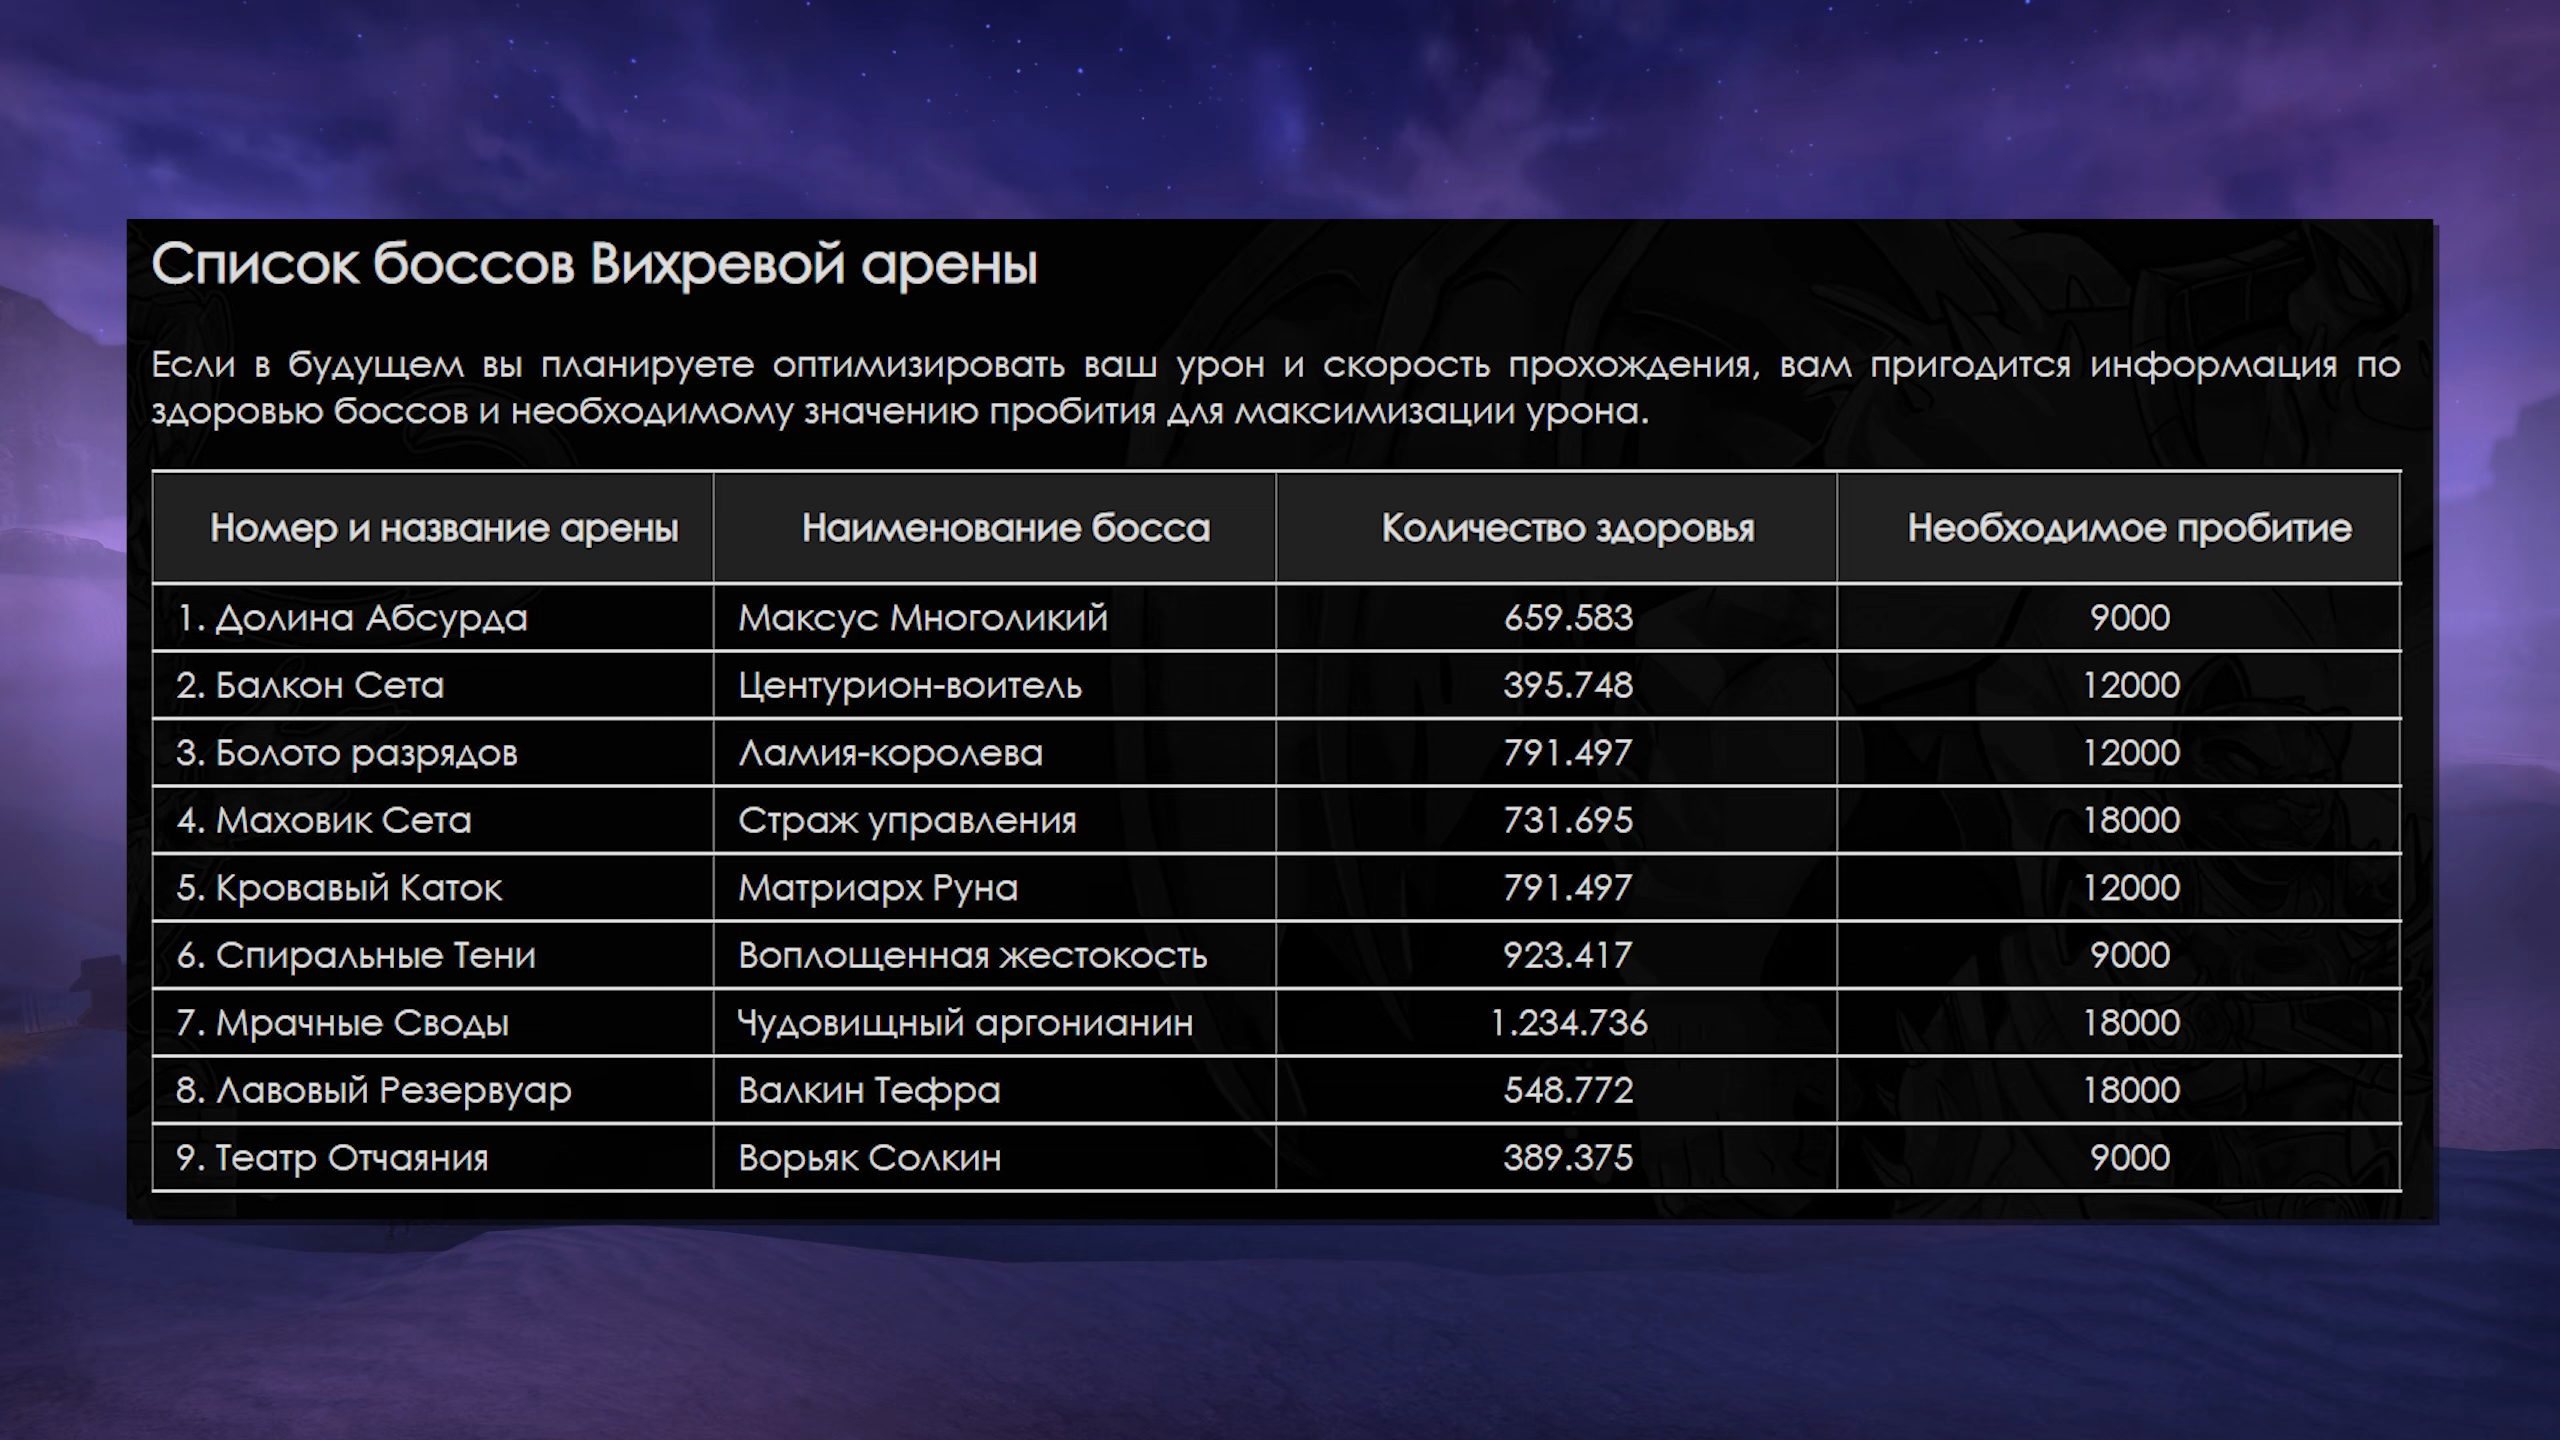 Список боссов Вихревой арены
Если в будущем вы планируете оптимизировать ваш урон и скорость прохождения, вам пригодится информация по
здоровью боссов и необходимому значению пробития для максимизации урона.
Номер и название арены Наименование босса Количество здоровья Необходимое пробитие
1. Долина Абсурда Максус Многоликий 659.583 9000
2. Балкон Сета Центурион-воитель 395.748 12000
3. Болото разрядов Ламия-королева 791.497 12000
4. Маховик Сета Страж управления 731.695 18000
5. Кровавый Каток Матриарх Руна 791.497 12000
6. Спиральные Тени Воплощенная жестокость 923.417 9000
7. Мрачные Своды Чудовищный аргонианин 1.234.736 18000
8. Лавовый Резервуар Валкин Тефра 548.772 18000
9. Театр Отчаяния Ворьяк Солкин 389.375 9000